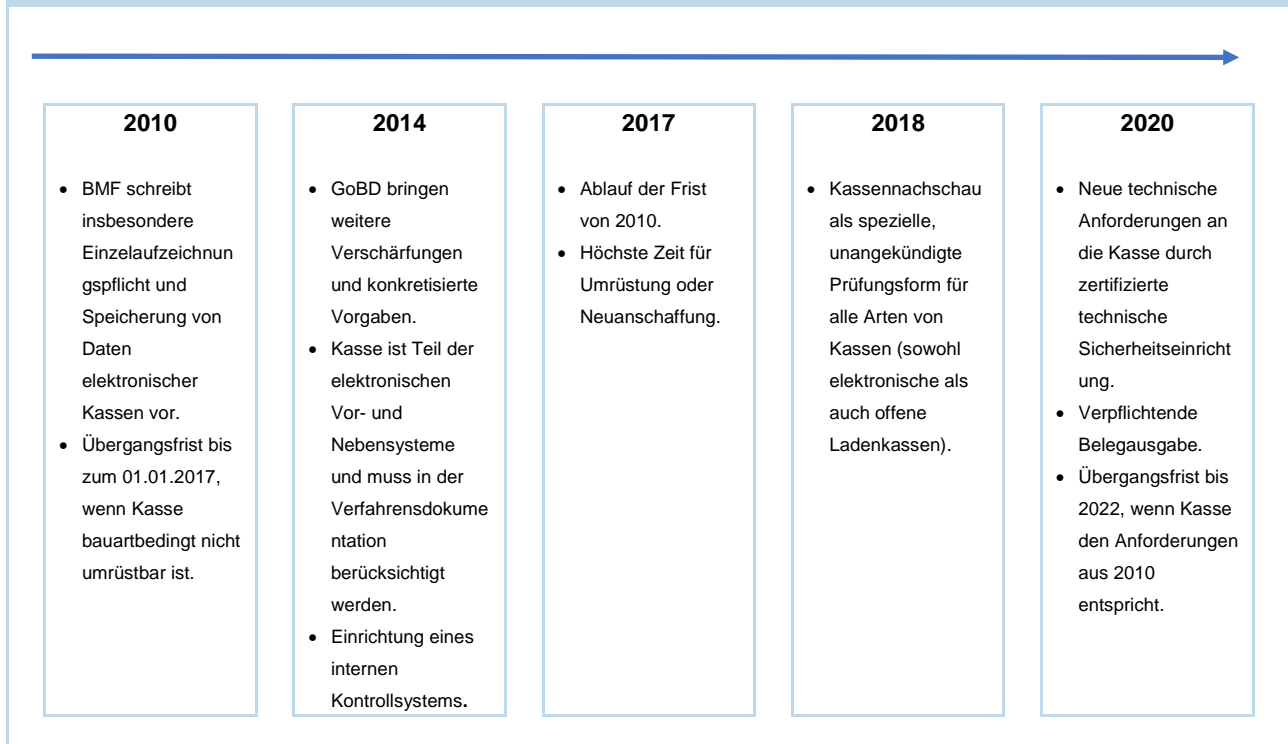 2010
• BMF schreibt
insbesondere
Einzelaufzeichnun
gspflicht und
Speicherung von
Daten
elektronischer
Kassen vor.
• Übergangsfrist bis
zum 01.01.2017,
wenn Kasse
bauartbedingt nicht
umrüstbar ist.
2014
• GoBD bringen
weitere
Verschärfungen
und konkretisierte
Vorgaben.
• Kasse ist Teil der
elektronischen
Vor- und
Nebensysteme
und muss in der
Verfahrensdokume
ntation
berücksichtigt
werden.
• Einrichtung eines
internen
Kontrollsystems.
2017
• Ablauf der Frist
von 2010.
• Höchste Zeit für
Umrüstung oder
Neuanschaffung.
2018
• Kassennachschau
als spezielle,
unangekündigte
Prüfungsform für
alle Arten von
Kassen (sowohl
elektronische als
auch offene
Ladenkassen).
2020
• Neue technische
Anforderungen an
die Kasse durch
zertifizierte
technische
Sicherheitseinricht
ung.
• Verpflichtende
Belegausgabe.
• Übergangsfrist bis
2022, wenn Kasse
den Anforderungen
aus 2010
entspricht.